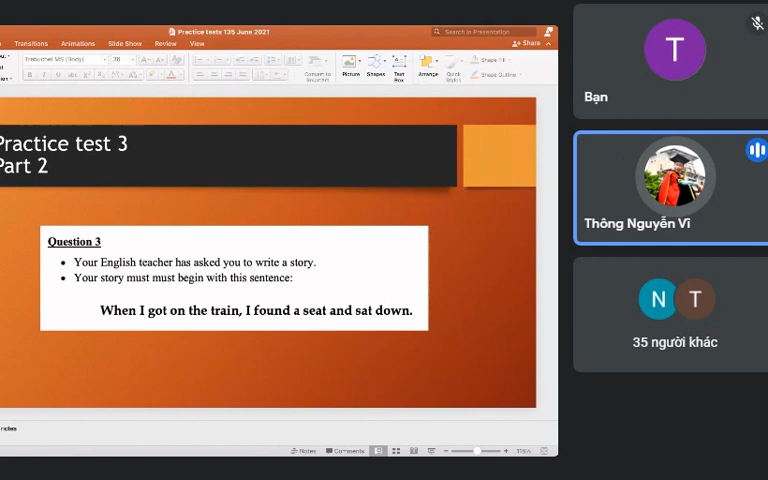 Practice tests 135 June 2021
Search in Presentation
Transitions Animations Slide Show Review View
Share
Trebuchet MS (Body)
Convert to
SmartArt
Picture
Shapes
Text
Box
Arrange
Quick
Styles
Shape Fill
Shape Outline
Practice test 3
Part 2
Question 3
Your English teacher has asked you to write a story.
Your story must must begin with this sentence:
When I got on the train, I found a seat and sat down.
notes
Notes
Comments
T
Bạn
Thông Nguyễn Vĩ
N T
35 người khác